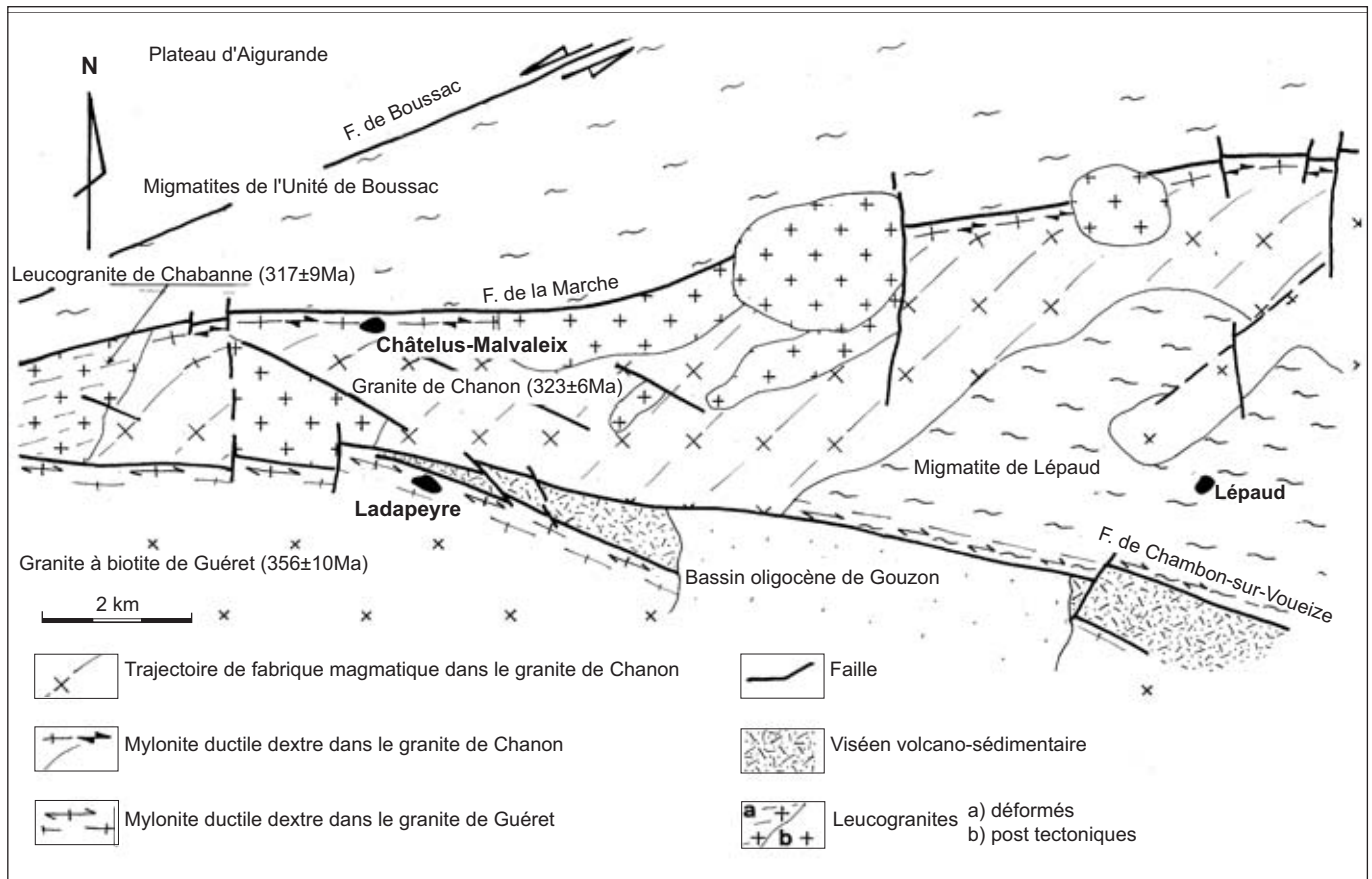 Plateau d'Aigurande
N
F. de Boussac
Migmatites de l'Unité de Boussac
Leucogranite de Chabanne (317±9Ma)
F. de la Marche
Châtelus-Malvaleix
Granite de Chanon (323±6Ma)
Migmatite de Lépaud
Lépaud
Ladapeyre
F. de Chambon-sur-Voueize
Granite à biotite de Guéret (356±10Ma)
Bassin oligocène de Gouzon
2 km
Trajectoire de fabrique magmatique dans le granite de Chanon
Mylonite ductile dextre dans le granite de Chanon
Mylonite ductile dextre dans le granite de Guéret
Faille
Viséen volcano-sédimentaire
a
b
Leucogranites a) déformés
b) post tectoniques